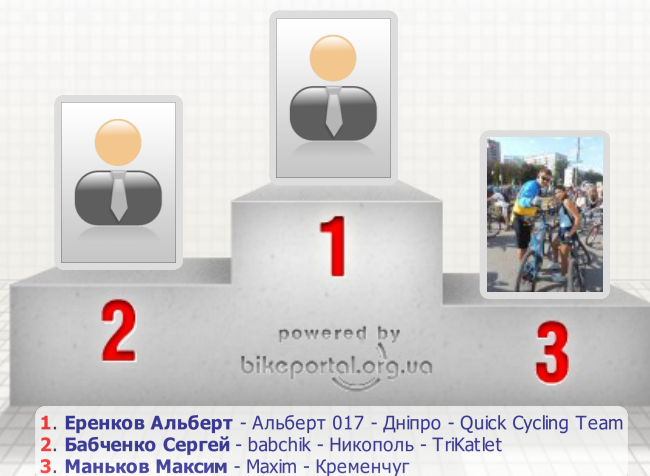 1
2
3
powered by
bikeportal.org.ua
1. Еренков Альберт - Альберт 017 - Дніпро - Quick Cycling Team
2. Бабченко Сергей - babchik - Никополь - TriKatlet
3. Маньков Максим - Maxim - Кременчуг